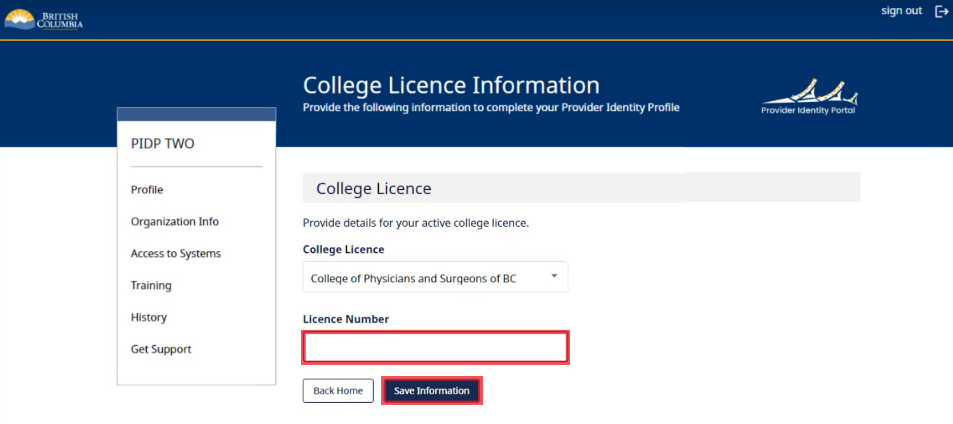 BRITISH
COLUMBIA
sign out
College Licence Information
Provide the following information to complete your Provider Identity Profile
Provider Identity Portal
PIDP TWO
Profile
Organization Info
Access to Systems
Training
History
Get Support
College Licence
Provide details for your active college licence.
College Licence
College of Physicians and Surgeons of BC
Licence Number
Back Home
Save Information